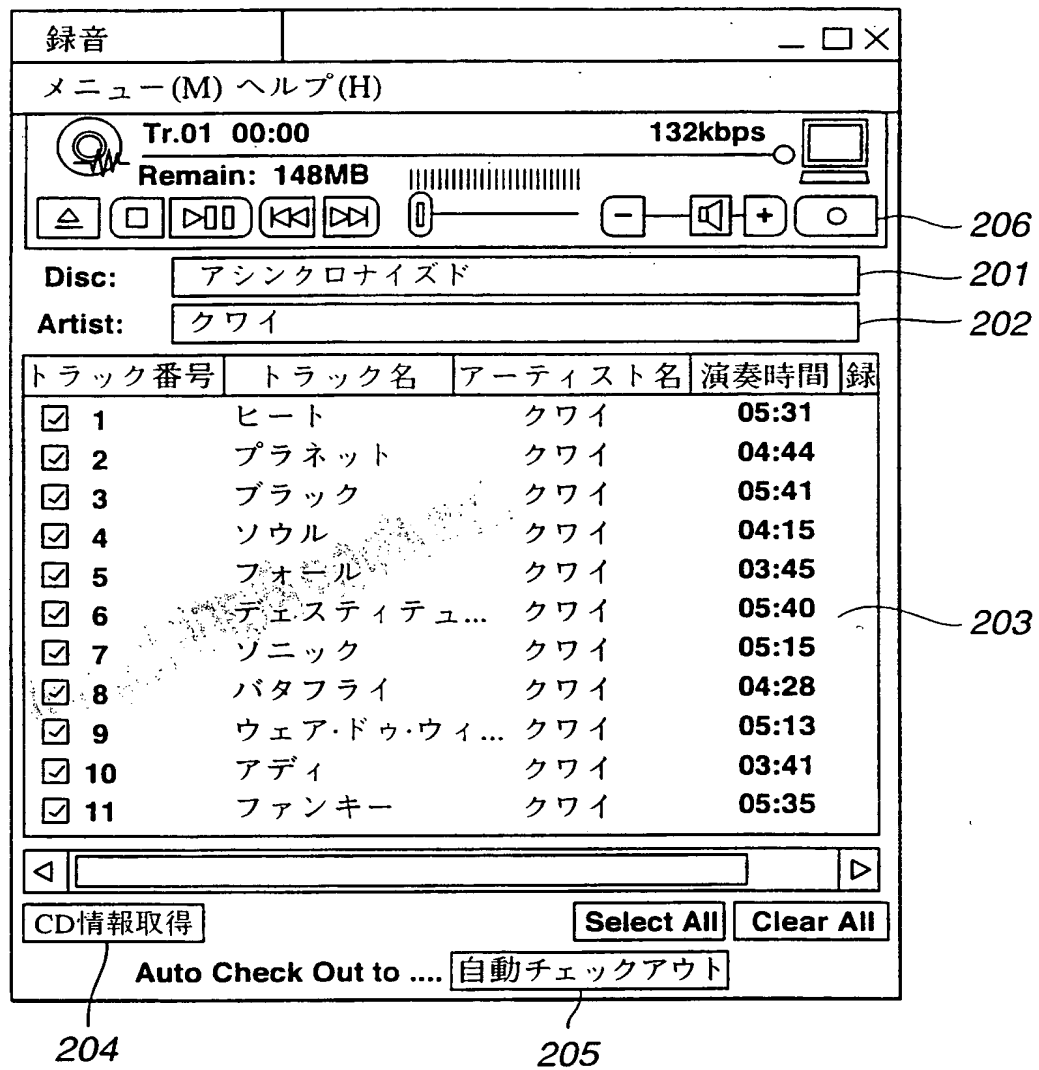 録音
メニュー(M) ヘルプ(H)
Tr.01 00:00 132kbps
Remain: 148MB
206
Disc: アシンクロナイズド 201
Artist: クワイ 202
トラック番号 トラック名 アーティスト名 演奏時間 録
1 ヒート クワイ 05:31
2 プラネット クワイ 04:44
3 ブラック クワイ 05:41
4 ソウル クワイ 04:15
5 フォール クワイ 03:45
6 デェスティテュ... クワイ 05:40 203
7 ソニック クワイ 05:15
8 バタフライ クワイ 04:28
9 ウェア·ドゥ·ウィ... クワイ 05:13
10 アディ クワイ 03:41
11 ファンキー クワイ 05:35
CD情報取得 Select All Clear All
Auto Check Out to .... 自動チェックアウト
204 205